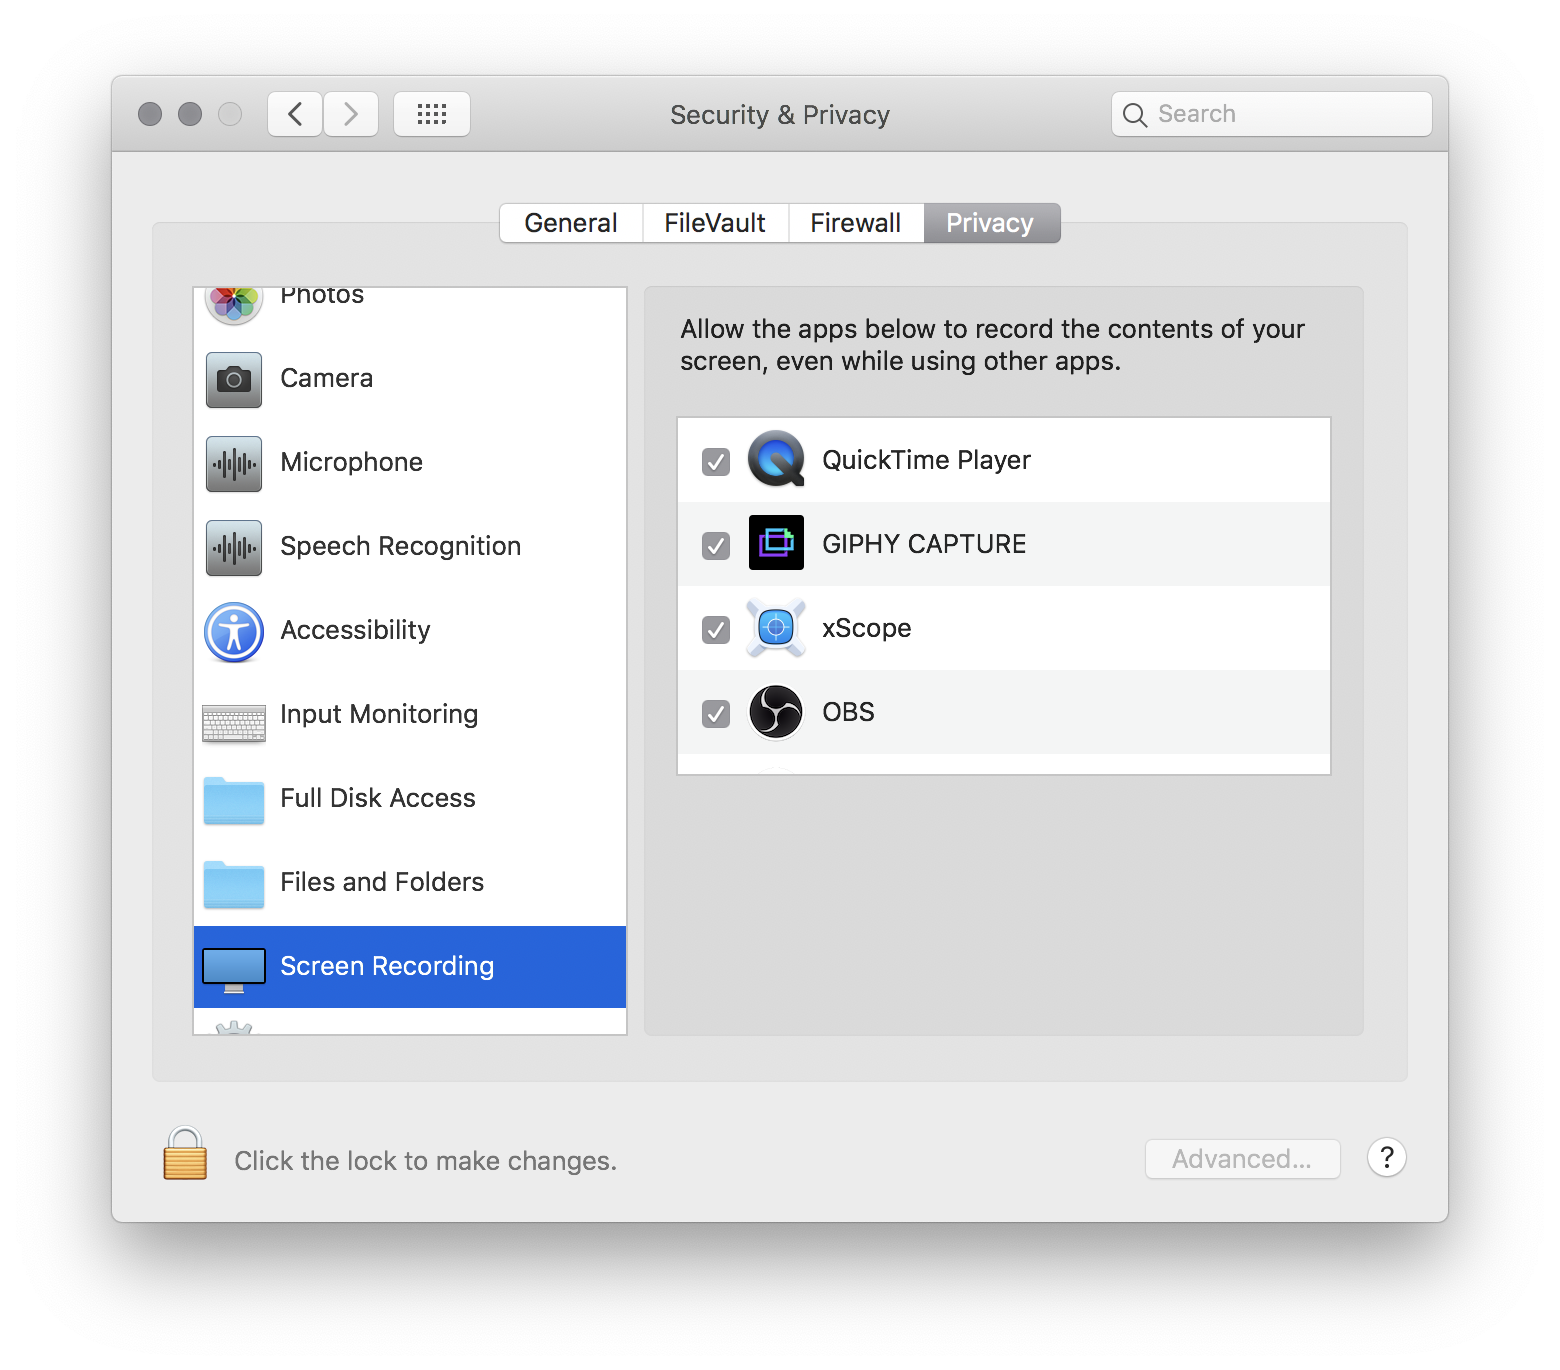 Security & Privacy
Search
General
FileVault
Firewall
Privacy
Photos
Camera
Microphone
Speech Recognition
Accessibility
Input Monitoring
Full Disk Access
Files and Folders
Screen Recording
Allow the apps below to record the contents of your
screen, even while using other apps.
QuickTime Player
GIPHY CAPTURE
xScope
OBS
Click the lock to make changes.
Advanced...
?